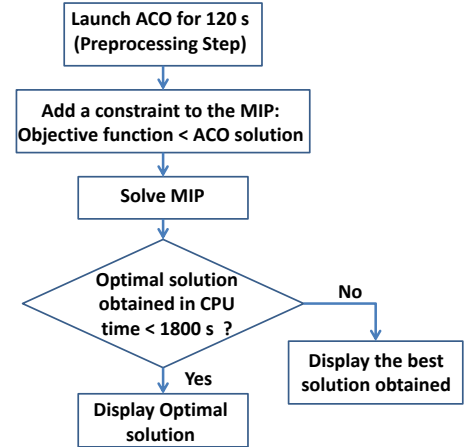 Launch ACO for 120 s
(Preprocessing Step)
Add a constraint to the MIP:
Objective function < ACO solution
Solve MIP
Optimal solution
obtained in CPU
time < 1800 s ?
No
Yes
Display the best
solution obtained
Display Optimal
solution